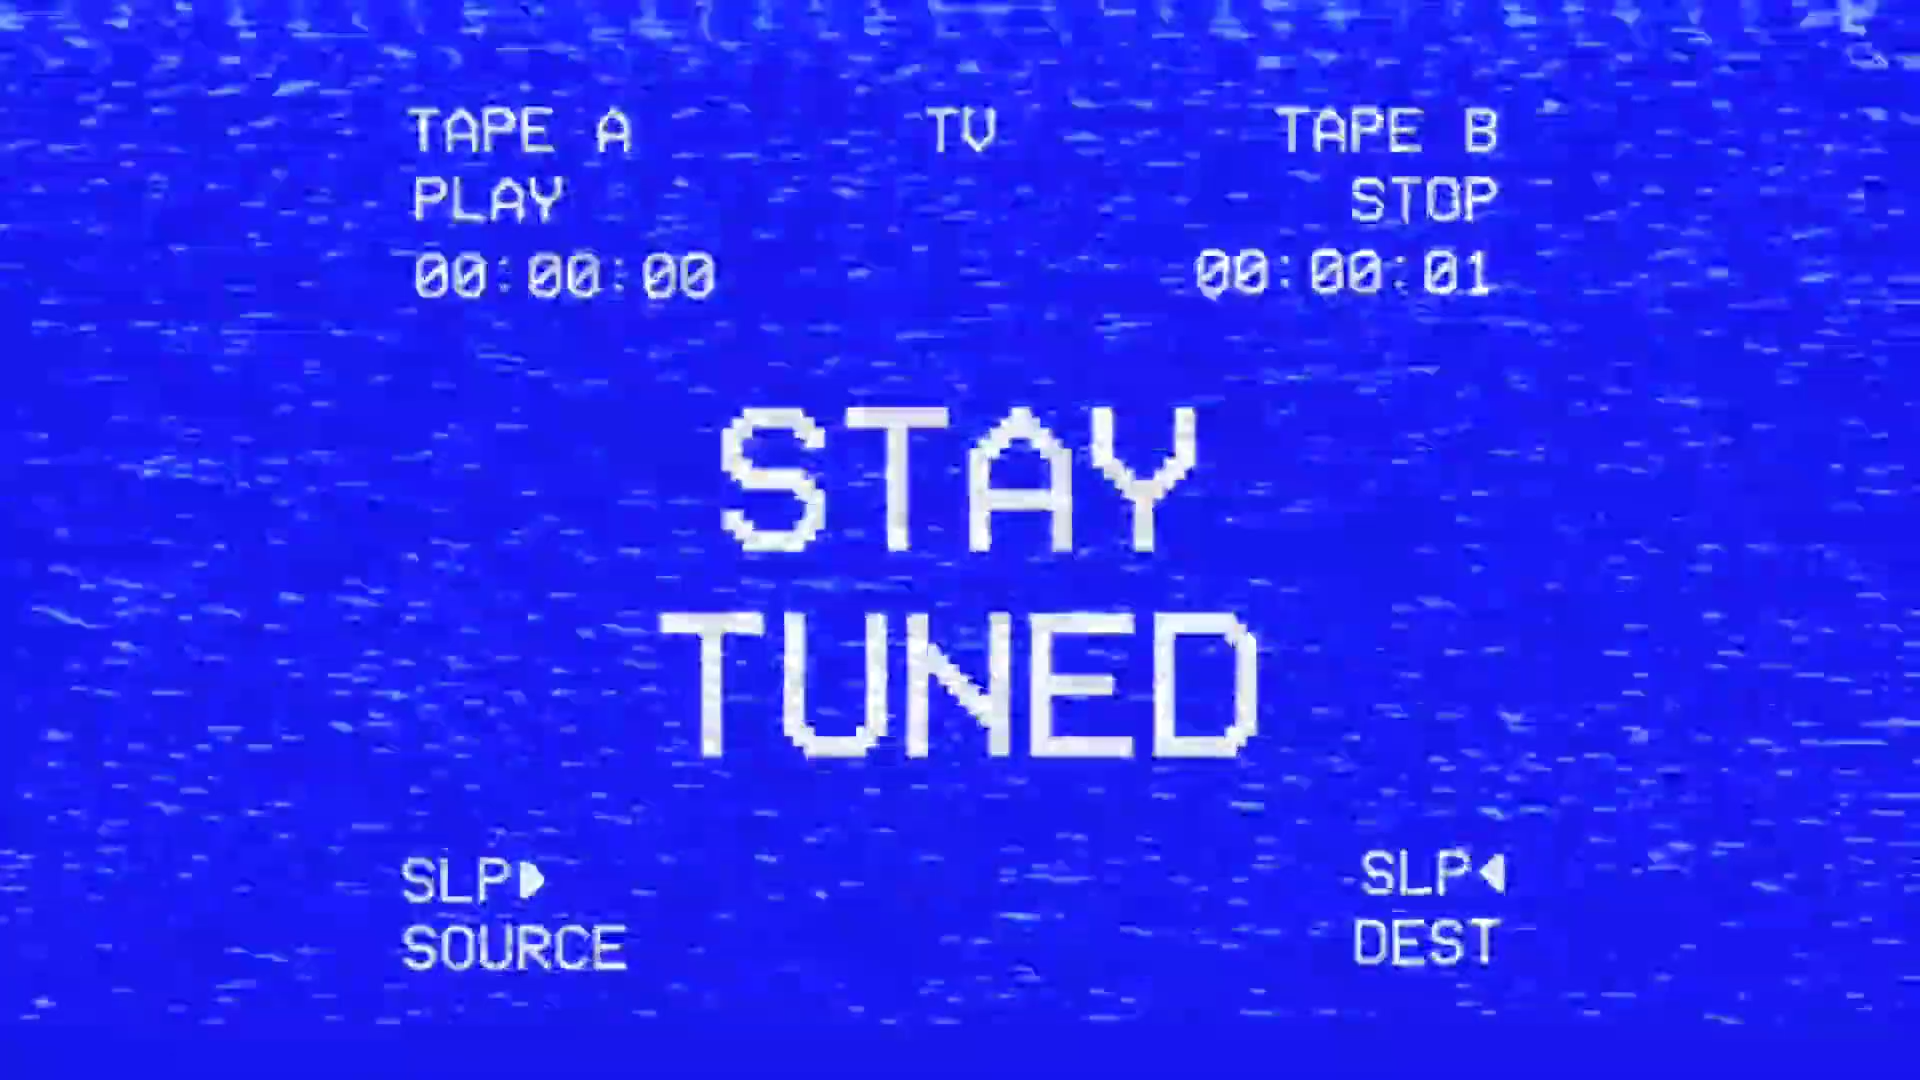 TAPE A TV TAPE B
PLAY STOP
00:00:00 00:00:01
STAY
TUNED
SLP▶ SLP◀
SOURCE DEST